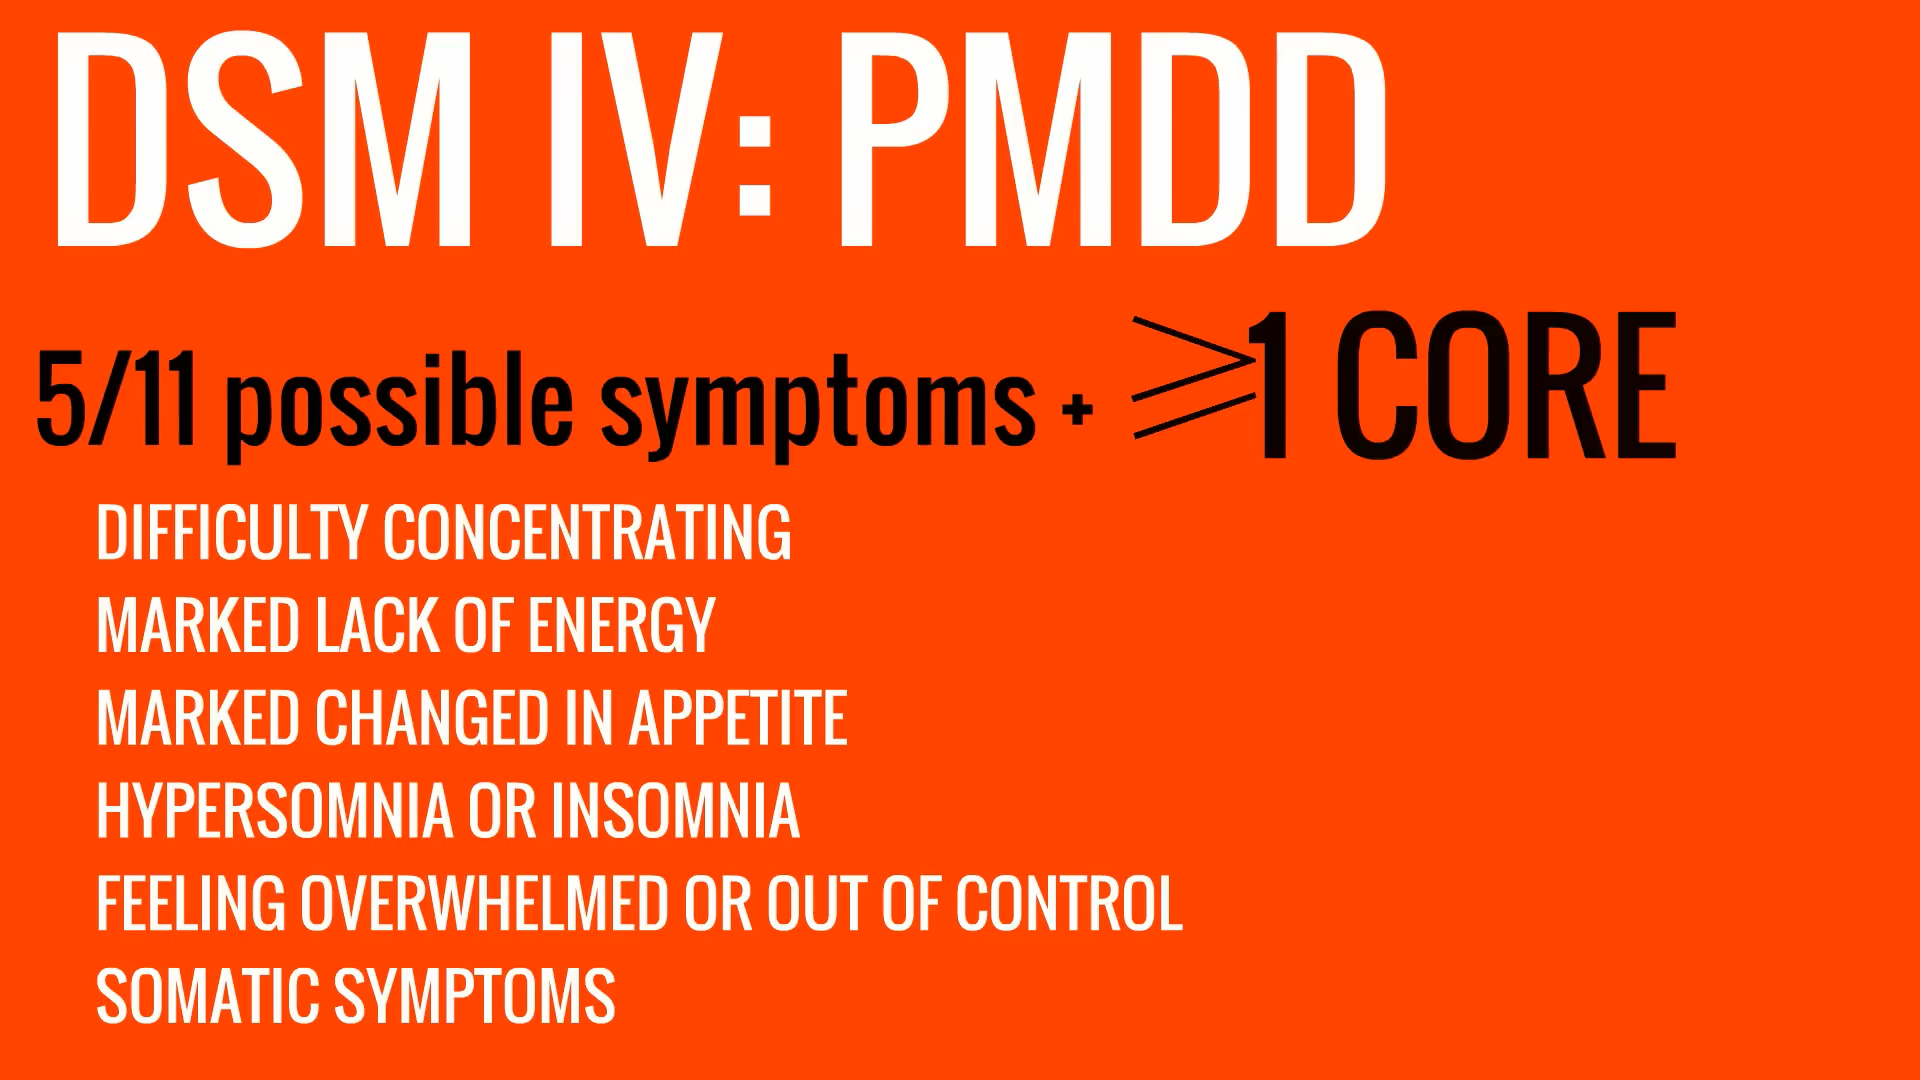 DSM IV: PMDD
5/11 possible symptoms + ⩾1 CORE
DIFFICULTY CONCENTRATING
MARKED LACK OF ENERGY
MARKED CHANGED IN APPETITE
HYPERSOMNIA OR INSOMNIA
FEELING OVERWHELMED OR OUT OF CONTROL
SOMATIC SYMPTOMS